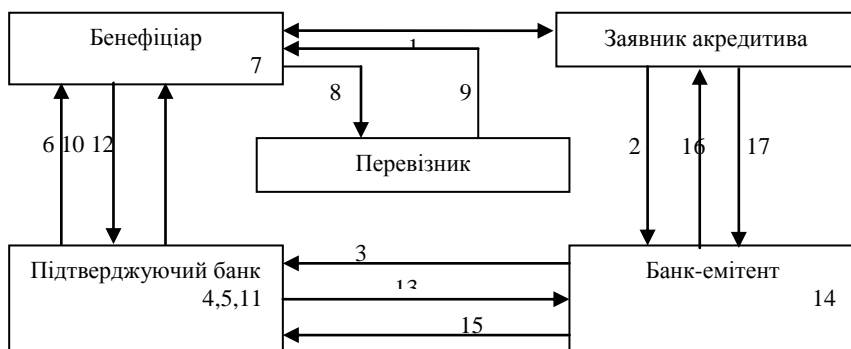 Бенефіціар
7
1
Заявник акредитива
8
9
Перевізник
6 10 12
2
16
17
Підтверджуючий банк
4,5,11
3
13
15
Банк-емітент
14